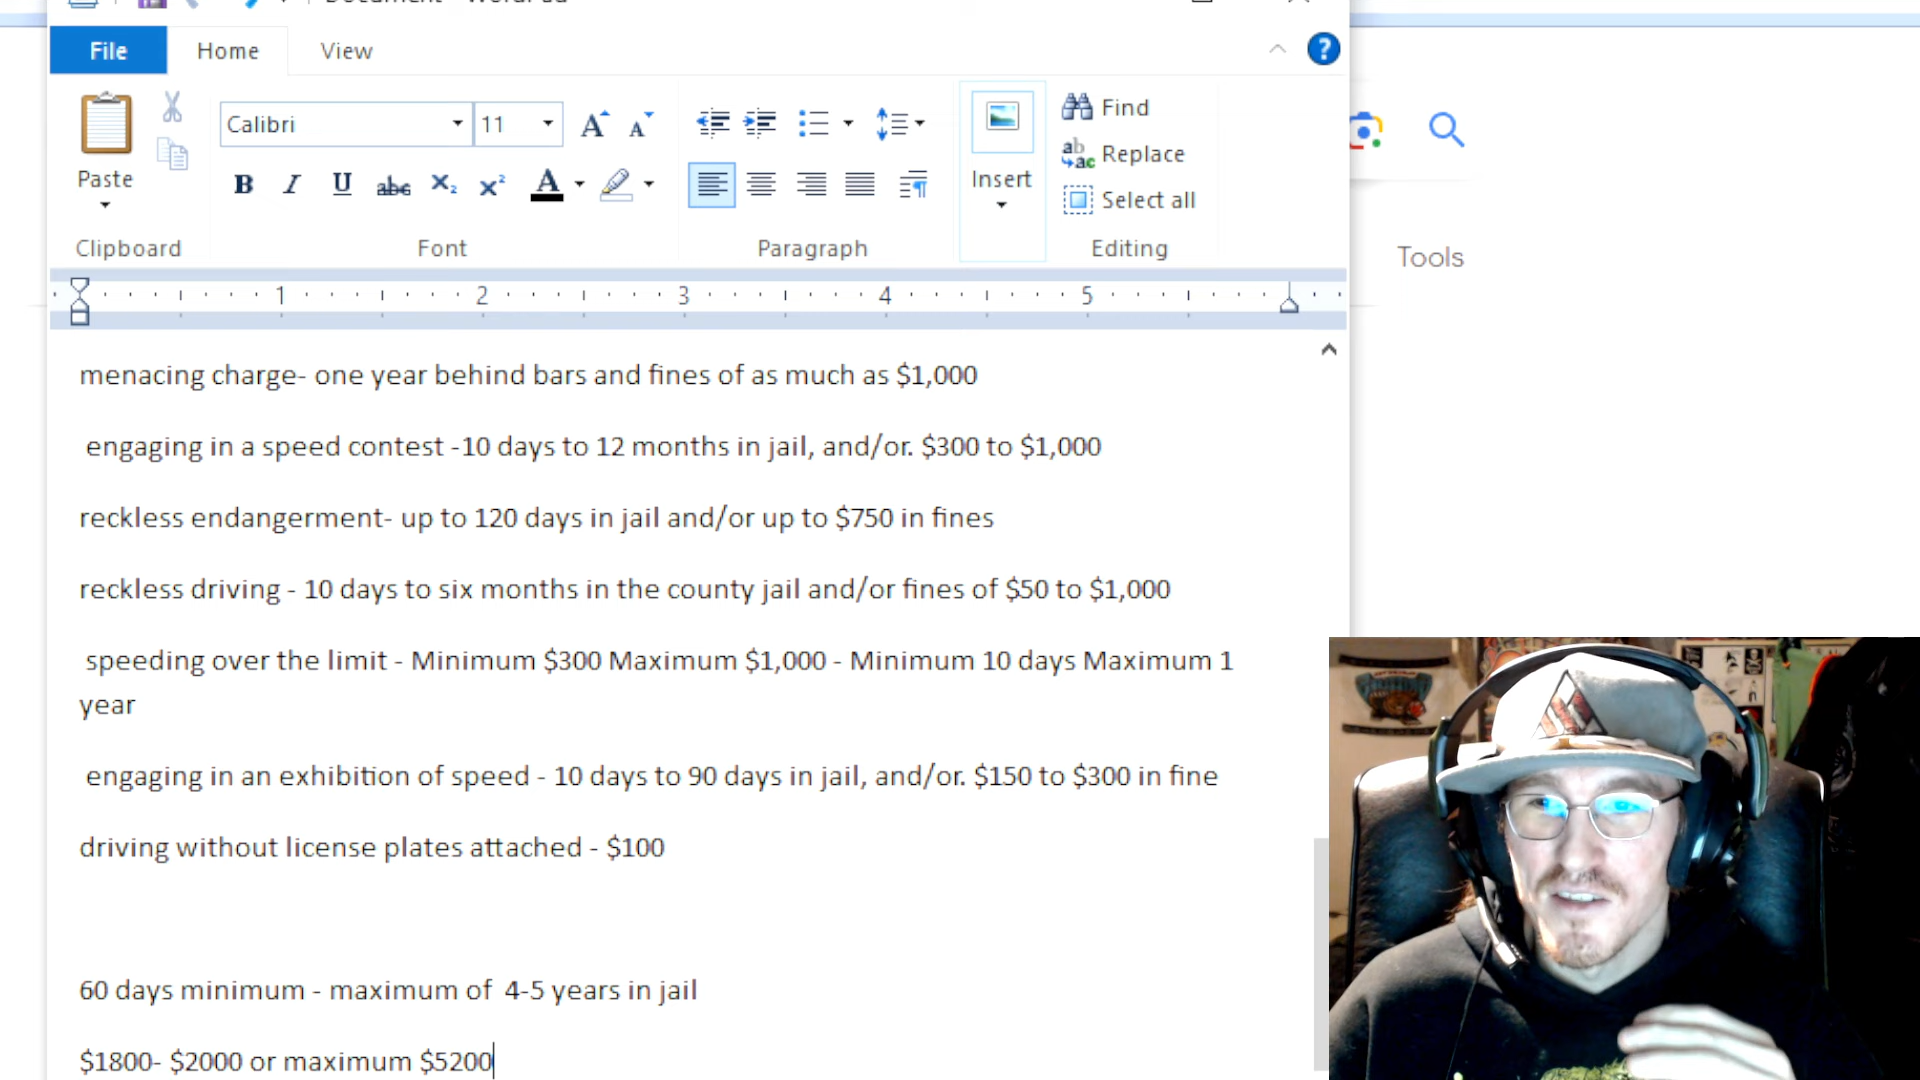 Document - WordPad
File
Home
View
Paste
Clipboard
Calibri
11
Font
Paragraph
Insert
Find
Replace
Select all
Editing
Tools
1 2 3 4 5
menacing charge- one year behind bars and fines of as much as $1,000
engaging in a speed contest -10 days to 12 months in jail, and/or. $300 to $1,000
reckless endangerment- up to 120 days in jail and/or up to $750 in fines
reckless driving - 10 days to six months in the county jail and/or fines of $50 to $1,000
speeding over the limit - Minimum $300 Maximum $1,000 - Minimum 10 days Maximum 1
year
engaging in an exhibition of speed - 10 days to 90 days in jail, and/or. $150 to $300 in fine
driving without license plates attached - $100
60 days minimum - maximum of  4-5 years in jail
$1800- $2000 or maximum $5200